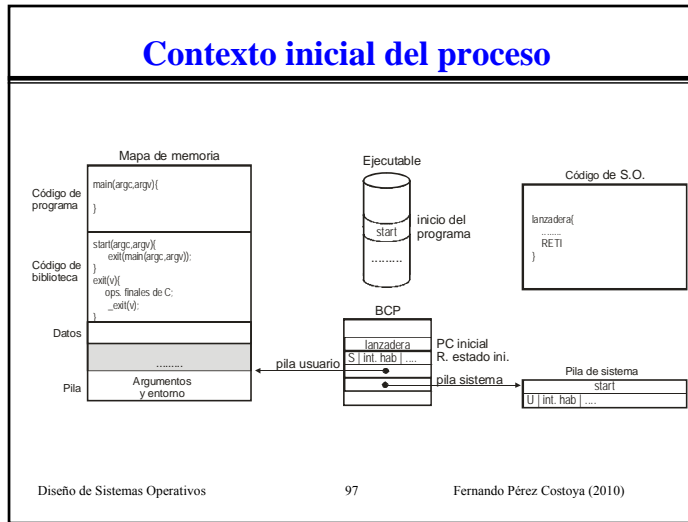 Contexto inicial del proceso
Mapa de memoria
Código de
programa
main(argc,argv){
}
Código de
biblioteca
start(argc,argv){
exit(main(argc,argv));
}
exit(v){
ops. finales de C;
_exit(v);
}
Datos
.........
Pila
Argumentos
y entorno
Ejecutable
start
.........
inicio del
programa
Código de S.O.
lanzadera{
........
RETI
}
BCP
lanzadera
S | int. hab | ....
PC inicial
R. estado ini.
pila usuario
pila sistema
Pila de sistema
start
U | int. hab | ....
Diseño de Sistemas Operativos
97
Fernando Pérez Costoya (2010)